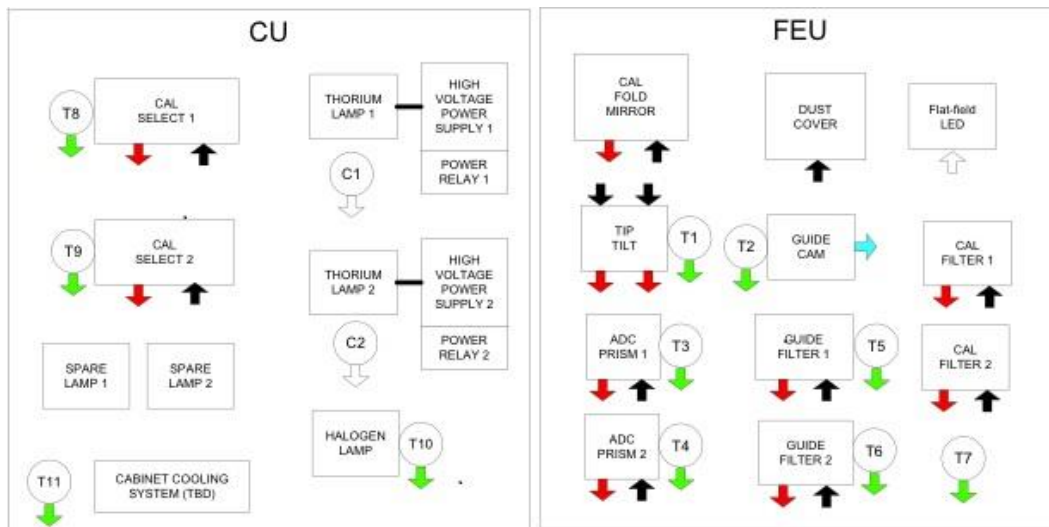 CU
T8
CAL
SELECT 1
THORIUM
LAMP 1
HIGH
VOLTAGE
POWER
SUPPLY 1
POWER
RELAY 1
C1
T9
CAL
SELECT 2
THORIUM
LAMP 2
HIGH
VOLTAGE
POWER
SUPPLY 2
POWER
RELAY 2
C2
SPARE
LAMP 1
SPARE
LAMP 2
HALOGEN
LAMP
T10
T11
CABINET COOLING
SYSTEM (TBD)
FEU
CAL
FOLD
MIRROR
DUST
COVER
Flat-field
LED
TIP
TILT
T1
T2
GUIDE
CAM
CAL
FILTER 1
ADC
PRISM 1
T3
GUIDE
FILTER 1
T5
CAL
FILTER 2
ADC
PRISM 2
T4
GUIDE
FILTER 2
T6
T7